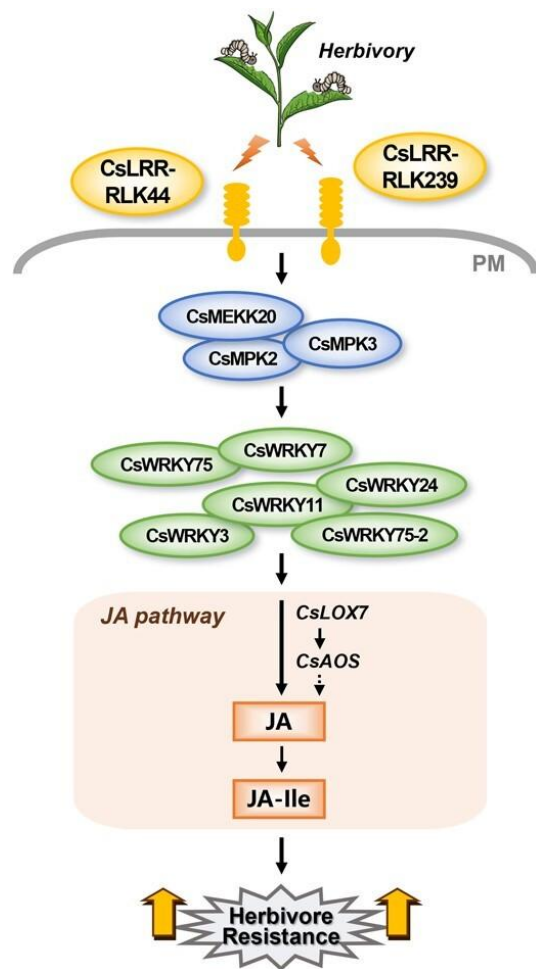 Herbivory
CsLRR-
RLK44
CsLRR-
RLK239
PM
CsMEKK20
CsMPK3
CsMPK2
CsWRKY7
CsWRKY75
CsWRKY24
CsWRKY11
CsWRKY3
CsWRKY75-2
JA pathway
CsLOX7
CsAOS
JA
JA-Ile
Herbivore
Resistance